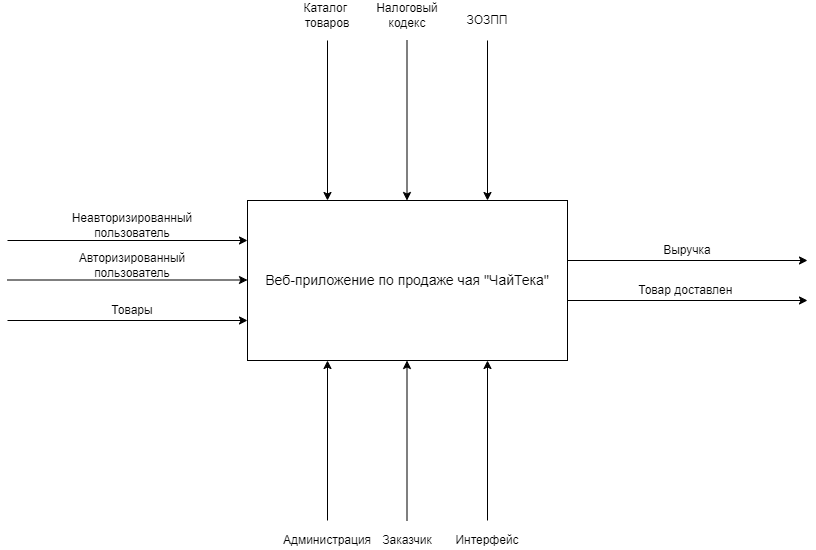 Каталог
товаров
Налоговый
кодекс
ЗОЗПП
Неавторизированный
пользователь
Авторизированный
пользователь
Товары
Веб-приложение по продаже чая "ЧайТека"
Выручка
Товар доставлен
Администрация
Заказчик
Интерфейс